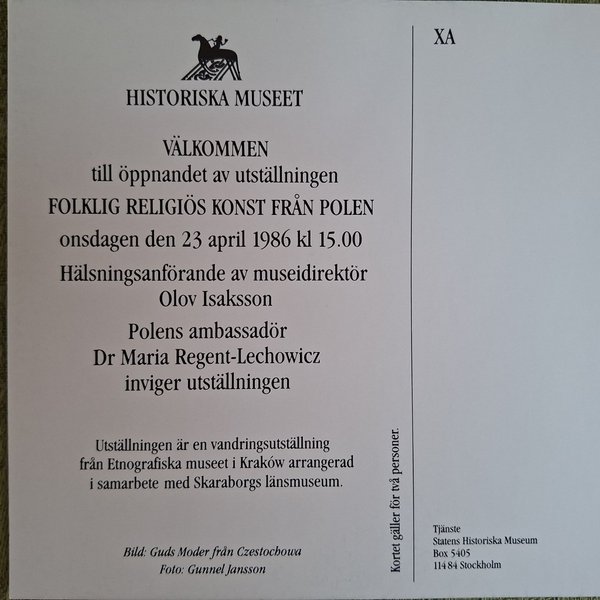 HISTORISKA MUSEET
VÄLKOMMEN
till öppnandet av utställningen
FOLKLIG RELIGIÖS KONST FRÅN POLEN
onsdagen den 23 april 1986 kl 15.00
Hälsningsanförande av museidirektör
Olov Isaksson
Polens ambassadör
Dr Maria Regent-Lechowicz
inviger utställningen
Utställningen är en vandringsutställning
från Etnografiska museet i Kraków arrangerad
i samarbete med Skaraborgs länsmuseum.
Bild: Guds Moder från Czestochowa
Foto: Gunnel Jansson
Kortet gäller för två personer.
XA
Tjänste
Statens Historiska Museum
Box 5405
114 84 Stockholm